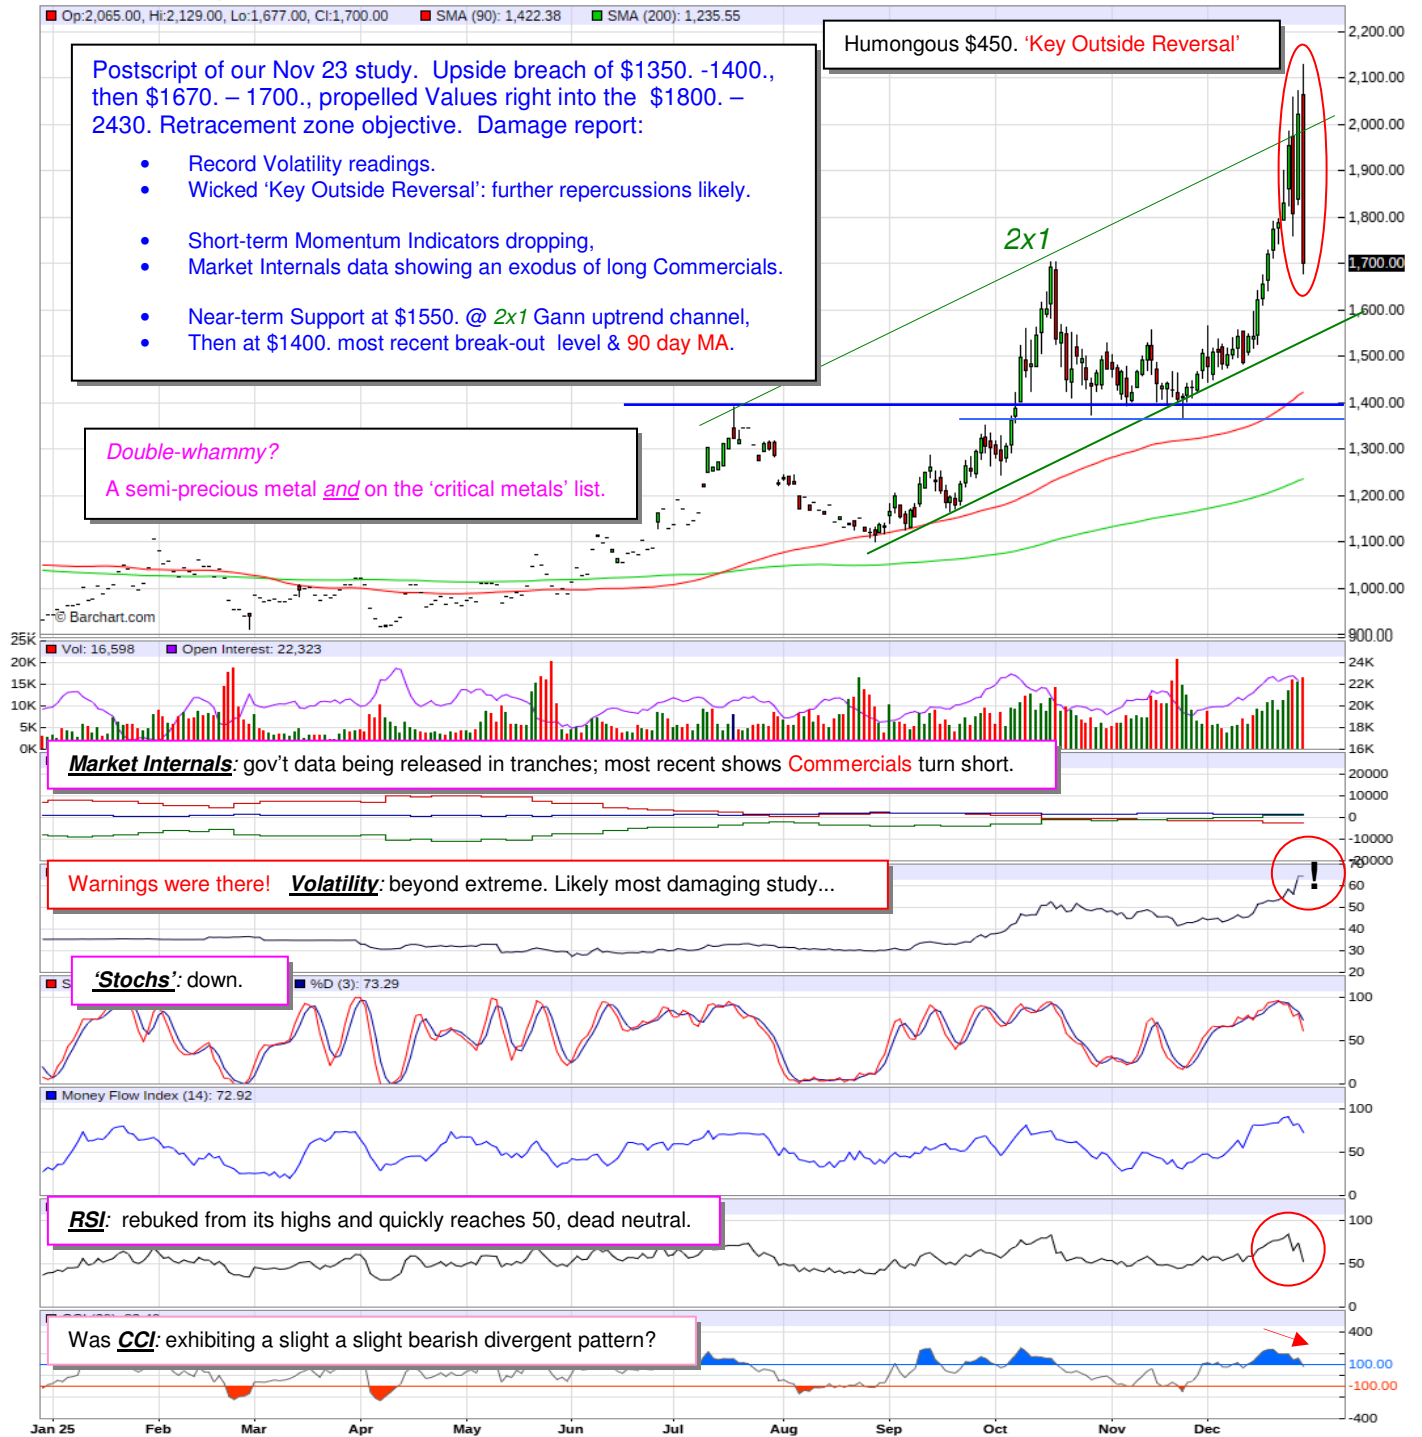 Op:2,065.00, Hi:2,129.00, Lo:1,677.00, Cl:1,700.00 SMA (90): 1,422.38 SMA (200): 1,235.55
Humongous $450. ‘Key Outside Reversal’
Postscript of our Nov 23 study. Upside breach of $1350. -1400.,
then $1670. – 1700., propelled Values right into the $1800. –
2430. Retracement zone objective. Damage report:
• Record Volatility readings.
• Wicked ‘Key Outside Reversal’: further repercussions likely.
• Short-term Momentum Indicators dropping,
• Market Internals data showing an exodus of long Commercials.
• Near-term Support at $1550. @ 2x1 Gann uptrend channel,
• Then at $1400. most recent break-out level & 90 day MA.
2x1
Double-whammy?
A semi-precious metal and on the ‘critical metals’ list.
2,200.00
2,100.00
2,000.00
1,900.00
1,800.00
1,700.00
1,600.00
1,500.00
1,400.00
1,300.00
1,200.00
1,100.00
1,000.00
900.00
© Barchart.com
Vol: 16,598 Open Interest: 22,323
25K
20K
15K
10K
5K
0K
24K
22K
20K
18K
16K
Market Internals: gov’t data being released in tranches; most recent shows Commercials turn short.
20000
10000
0
-10000
-20000
Warnings were there! Volatility: beyond extreme. Likely most damaging study...
!
70
60
50
40
30
20
‘Stochs’: down.
%D (3): 73.29
100
50
0
Money Flow Index (14): 72.92
100
50
0
RSI: rebuked from its highs and quickly reaches 50, dead neutral.
100
50
0
Was CCI: exhibiting a slight a slight bearish divergent pattern?
400
100.00
-100.00
-400
Jan 25 Feb Mar Apr May Jun Jul Aug Sep Oct Nov Dec